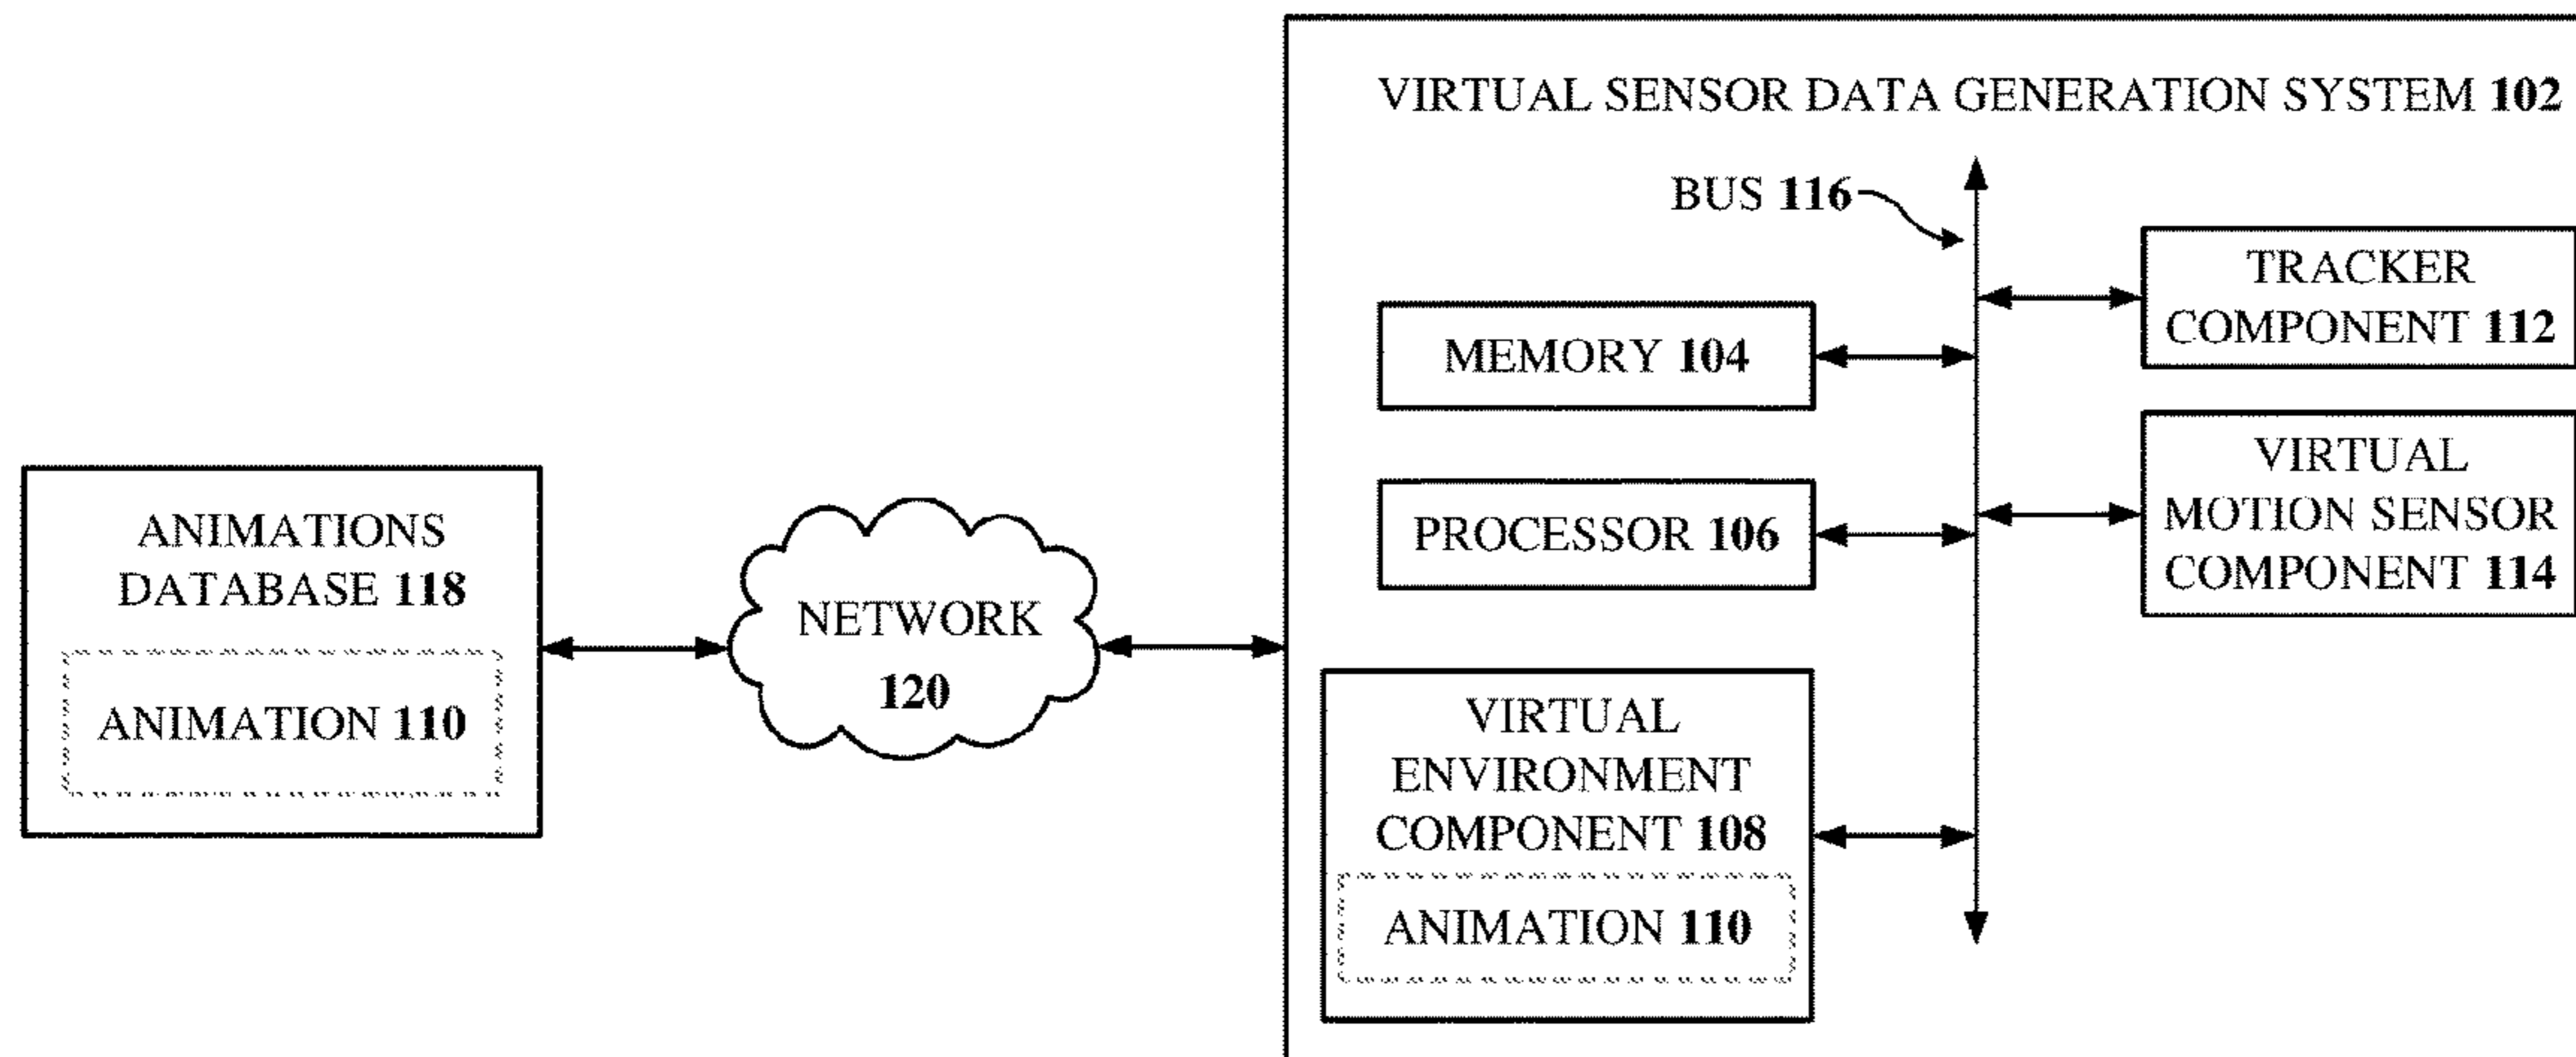 VIRTUAL SENSOR DATA GENERATION SYSTEM 102
BUS 116
TRACKER
COMPONENT 112
MEMORY 104
VIRTUAL
MOTION SENSOR
COMPONENT 114
PROCESSOR 106
ANIMATIONS
DATABASE 118
ANIMATION 110
NETWORK
120
VIRTUAL
ENVIRONMENT
COMPONENT 108
ANIMATION 110